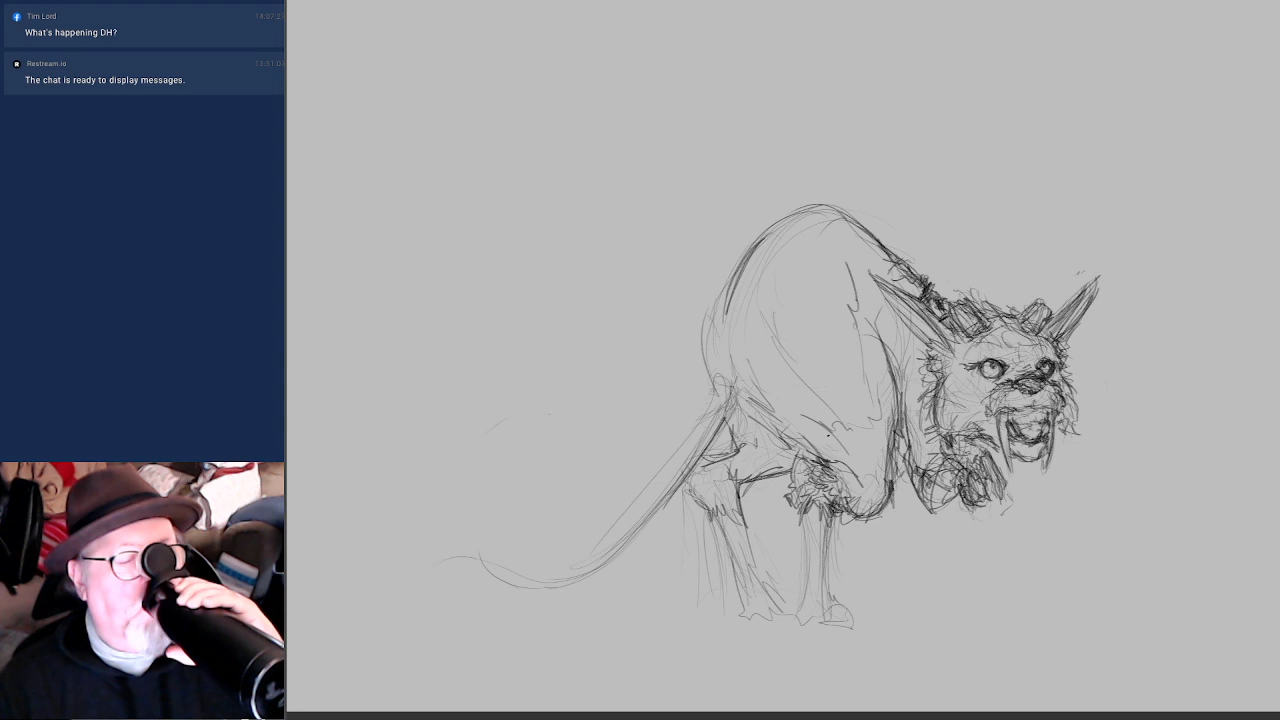 Tim Lord
What's happening DH?
Restream.io
The chat is ready to display messages.